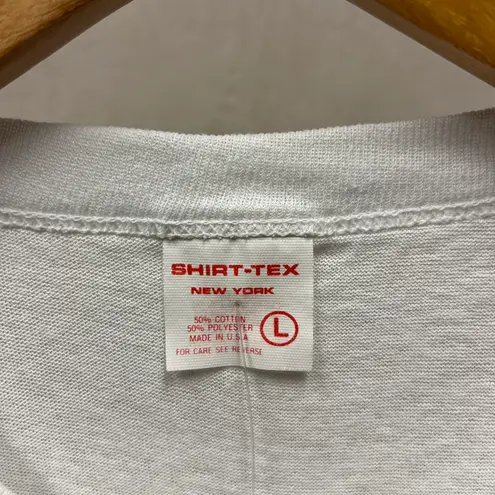 SHIRT-TEX
NEW YORK
50% COTTON
50% POLYESTER
MADE IN U.S.A
L
FOR CARE SEE REVERSE